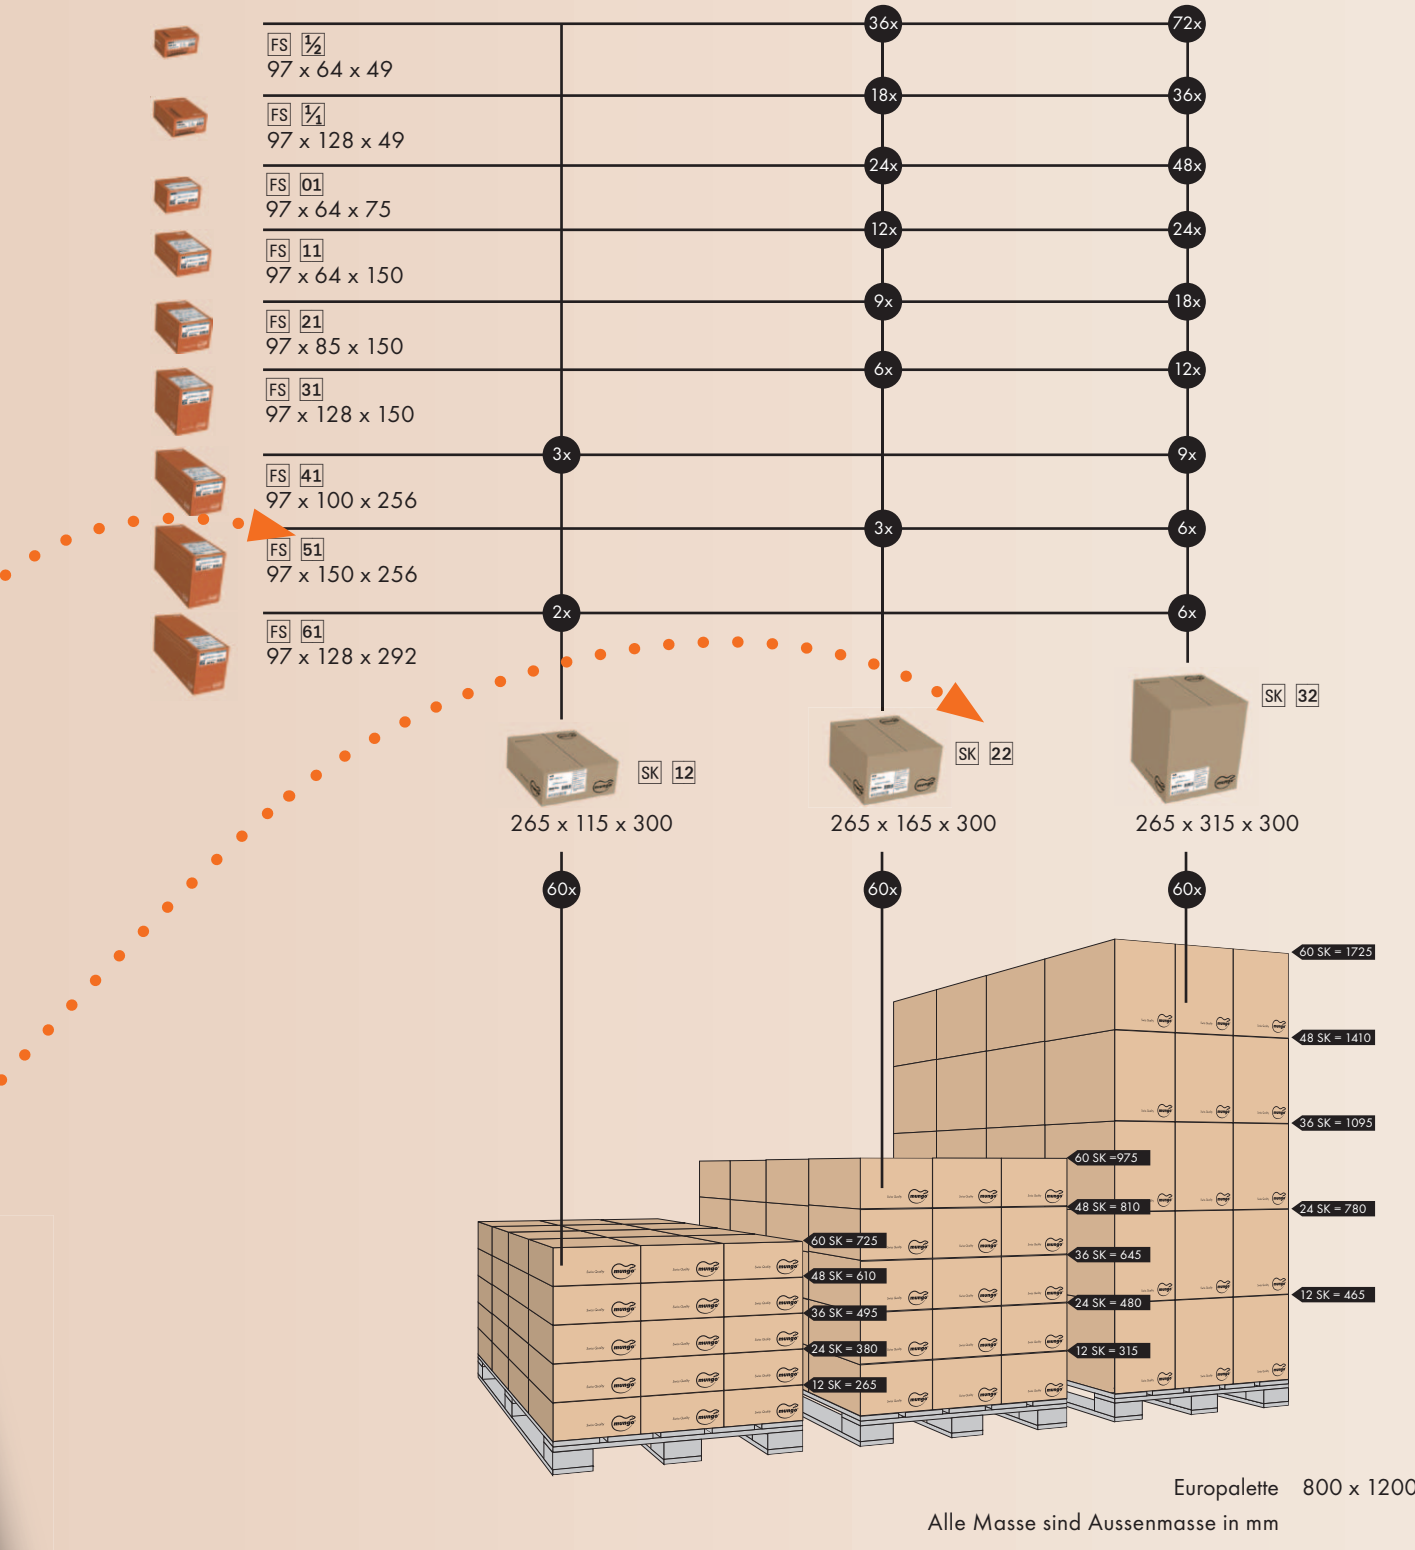 36x 72x
FS ½
97 x 64 x 49
18x 36x
FS 1/1
97 x 128 x 49
24x 48x
FS 01
97 x 64 x 75
12x 24x
FS 11
97 x 64 x 150
9x 18x
FS 21
97 x 85 x 150
6x 12x
FS 31
97 x 128 x 150
3x 9x
FS 41
97 x 100 x 256
3x 6x
FS 51
97 x 150 x 256
2x 6x
FS 61
97 x 128 x 292
SK 32
SK 22
SK 12
265 x 115 x 300 265 x 165 x 300 265 x 315 x 300
60x 60x 60x
60 SK = 1725
48 SK = 1410
36 SK = 1095
24 SK = 780
12 SK = 465
60 SK =975
48 SK = 810
36 SK = 645
24 SK = 480
12 SK = 315
60 SK = 725
48 SK = 610
36 SK = 495
24 SK = 380
12 SK = 265
mungo
Europalette 800 x 1200
Alle Masse sind Aussenmasse in mm